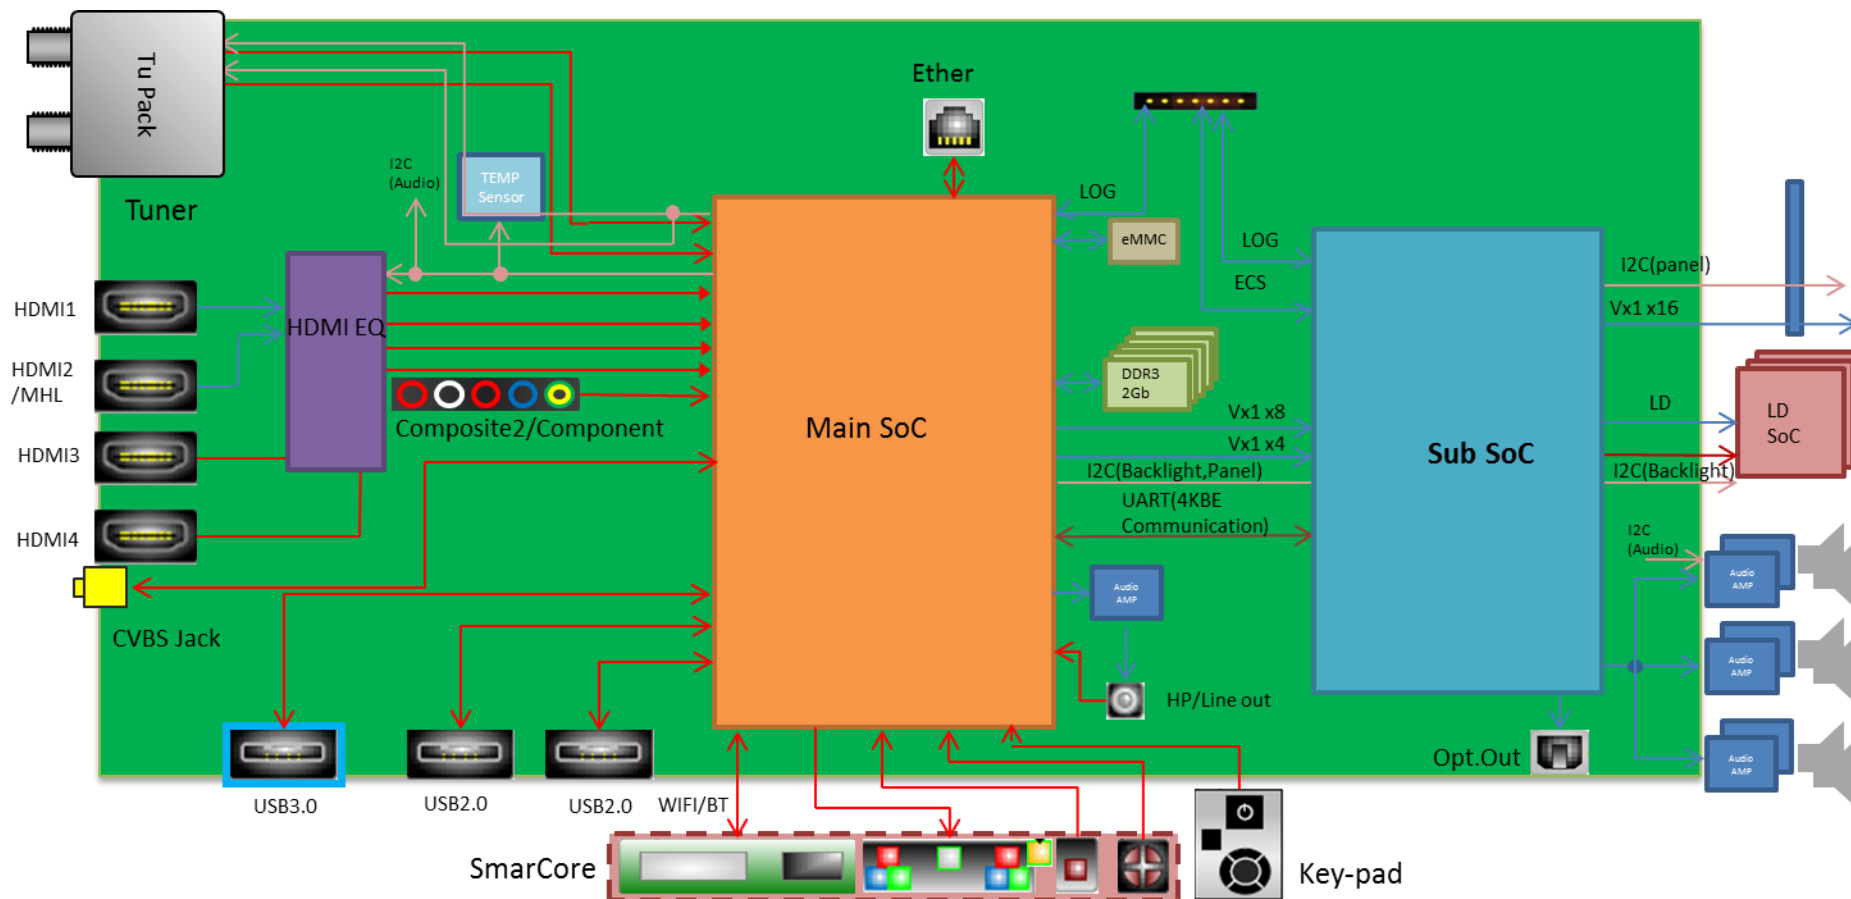 Tu Pack
Tuner
Ether
I2C
(Audio)
TEMP
Sensor
LOG
eMMC
LOG
ECS
I2C(panel)
Vx1 x16
HDMI1
HDMI EQ
HDMI2
/MHL
DDR3
2Gb
Composite2/Component
Main SoC
Vx1 x8
Vx1 x4
Sub SoC
LD
LD
SoC
HDMI3
I2C(Backlight,Panel)
I2C(Backlight)
UART(4KBE
Communication)
HDMI4
I2C
(Audio)
Audio
AMP
Audio
AMP
CVBS Jack
HP/Line out
Audio
AMP
Opt.Out
Audio
AMP
USB3.0
USB2.0
USB2.0
WIFI/BT
SmarCore
Key-pad